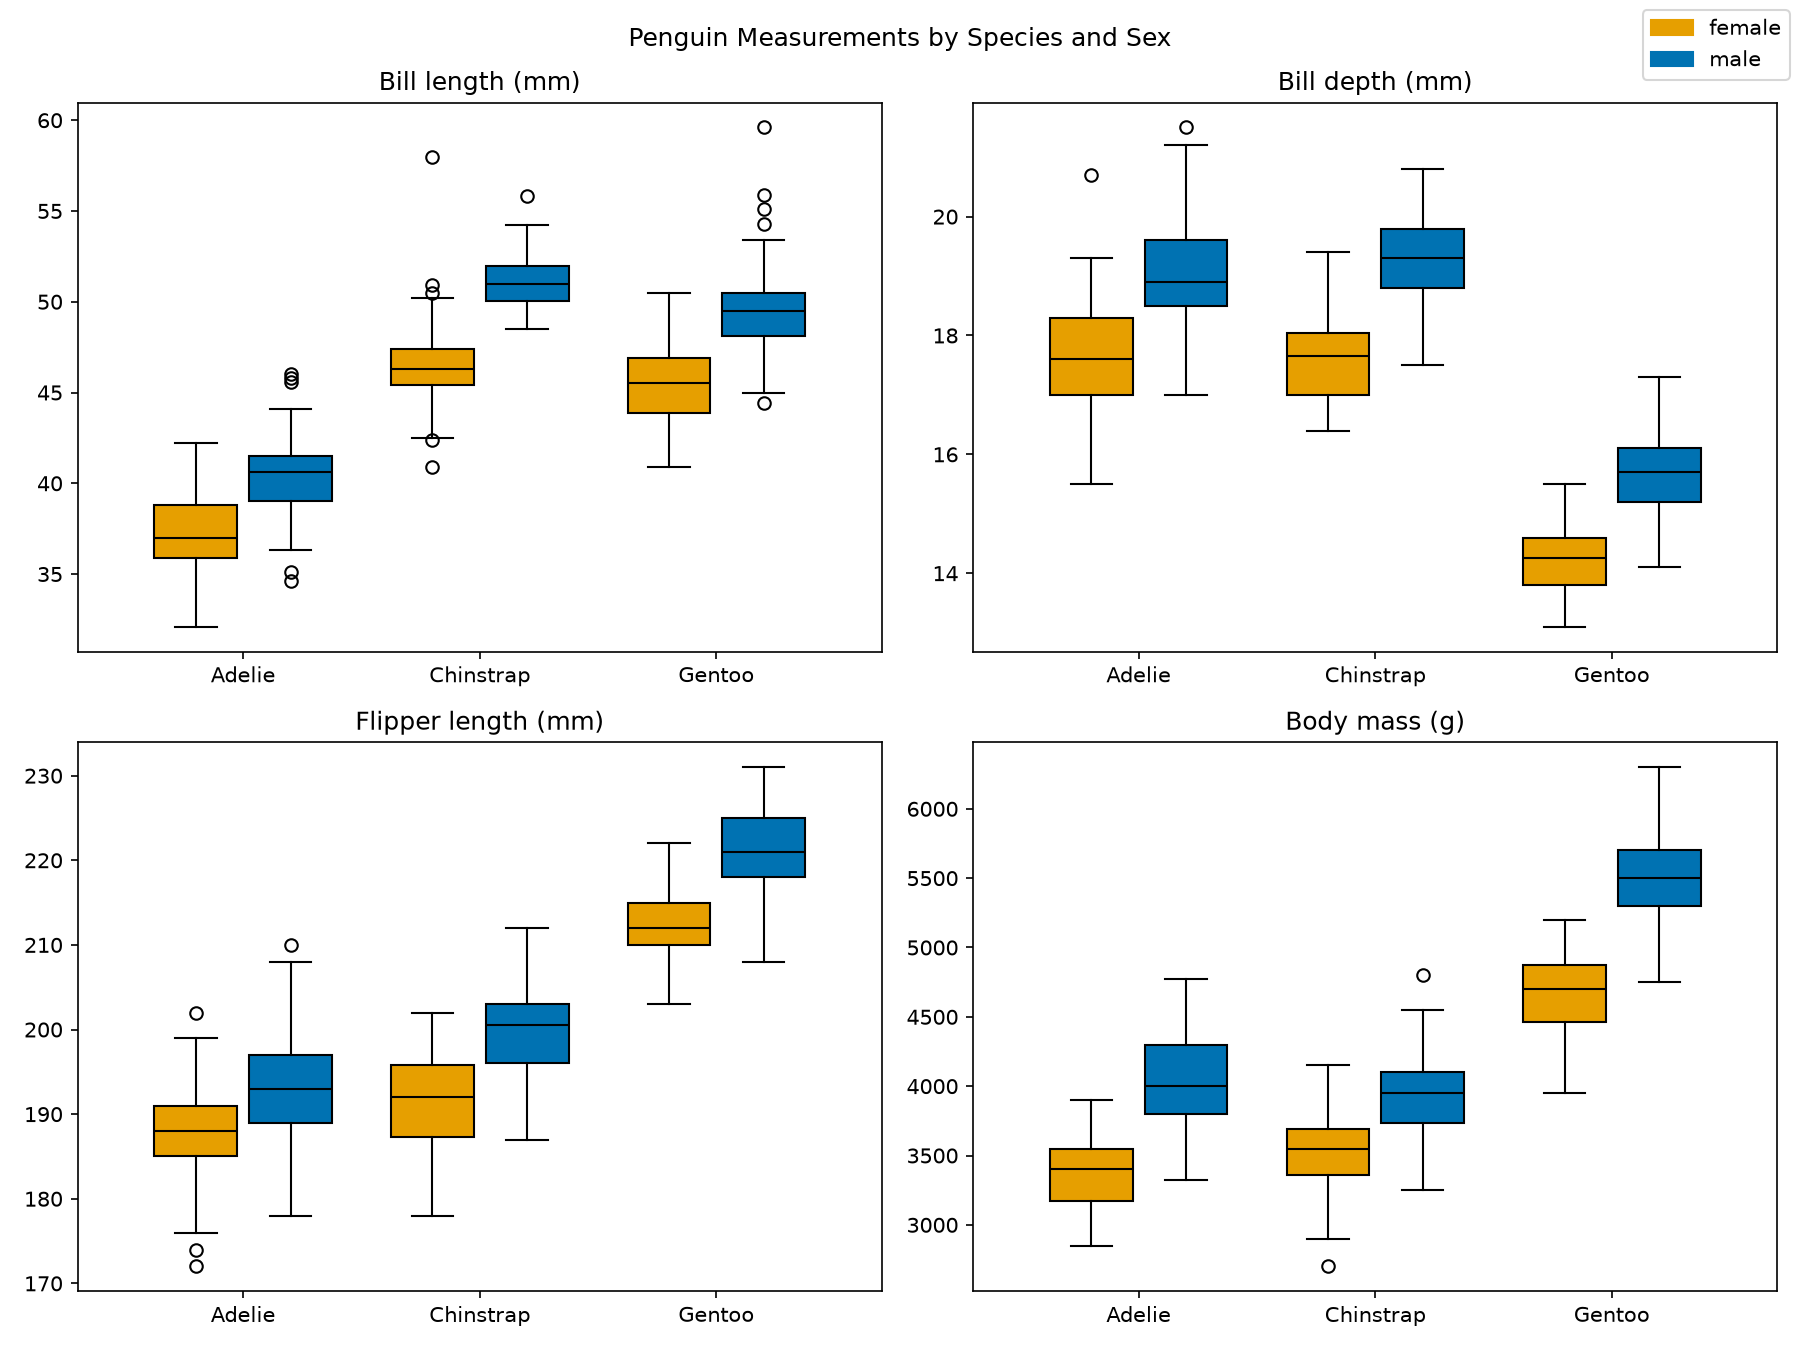 Penguin Measurements by Species and Sex
female
male
Bill length (mm)
60
55
50
45
40
35
Adelie Chinstrap Gentoo
Bill depth (mm)
20
18
16
14
Adelie Chinstrap Gentoo
Flipper length (mm)
230
220
210
200
190
180
170
Adelie Chinstrap Gentoo
Body mass (g)
6000
5500
5000
4500
4000
3500
3000
Adelie Chinstrap Gentoo